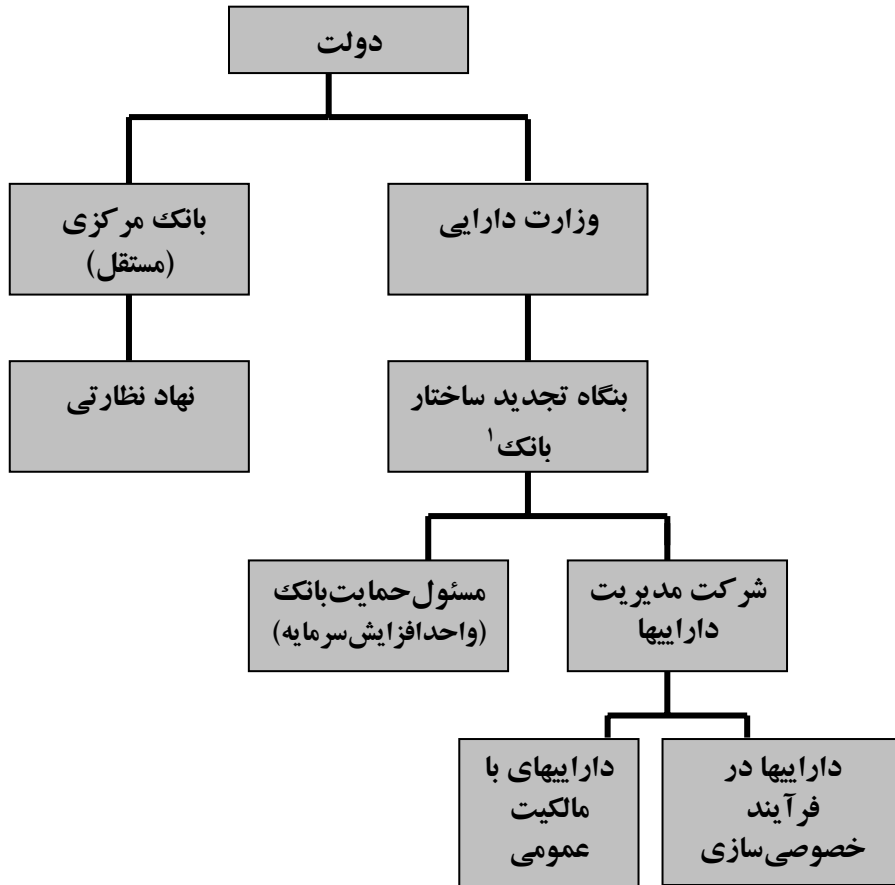 دولت
وزارت دارایی
بانک مرکزی
(مستقل)
بنگاه تجدید ساختار
بانک۱
نهاد نظارتی
شرکت مدیریت
داراییها
مسئول حمایت‌بانک
(واحدافزایش‌سرمایه)
داراییها در
فرآیند
خصوصی‌سازی
داراییهای با
مالکیت
عمومی